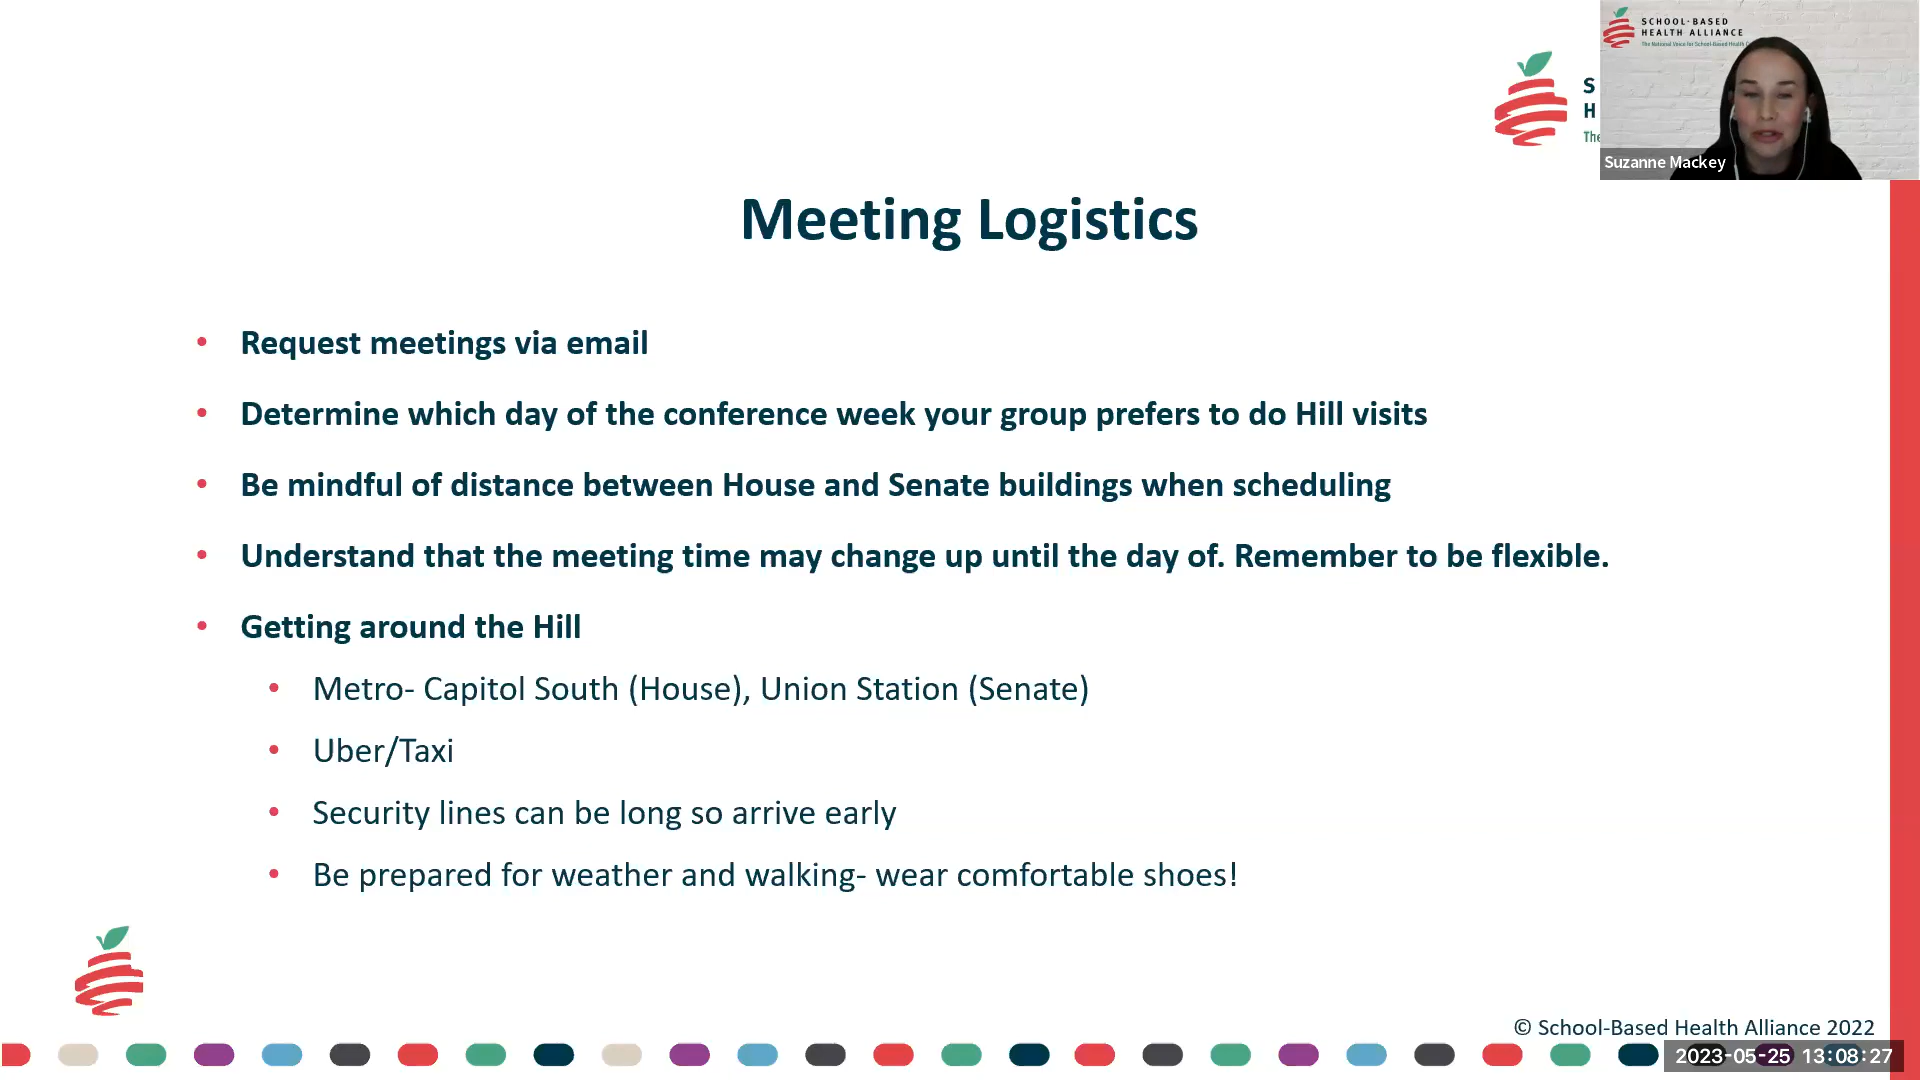 SCHOOL-BASED
HEALTH ALLIANCE
The National Voice for School-Based Health
S
H
The
Suzanne Mackey
Meeting Logistics
• Request meetings via email
• Determine which day of the conference week your group prefers to do Hill visits
• Be mindful of distance between House and Senate buildings when scheduling
• Understand that the meeting time may change up until the day of. Remember to be flexible.
• Getting around the Hill
• Metro- Capitol South (House), Union Station (Senate)
• Uber/Taxi
• Security lines can be long so arrive early
• Be prepared for weather and walking- wear comfortable shoes!
© School-Based Health Alliance 2022
2023-05-25 13:08:27